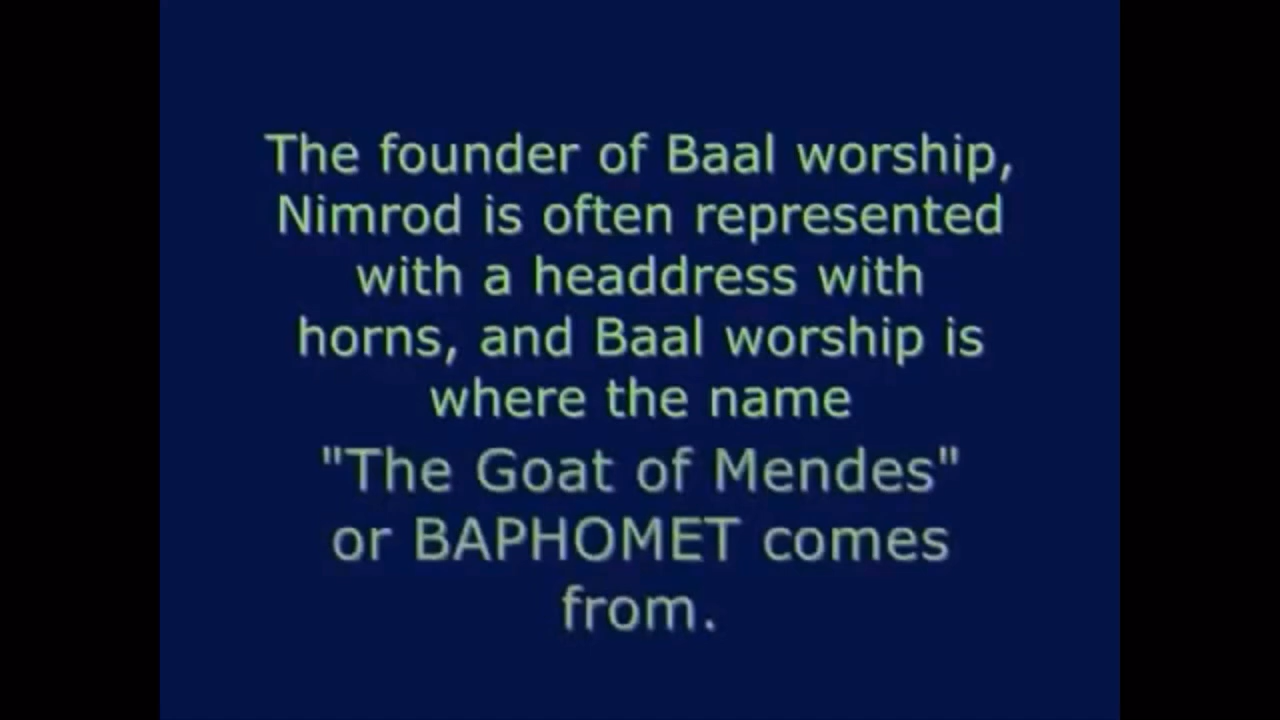 The founder of Baal worship,
Nimrod is often represented
with a headdress with
horns, and Baal worship is
where the name
"The Goat of Mendes"
or BAPHOMET comes
from.